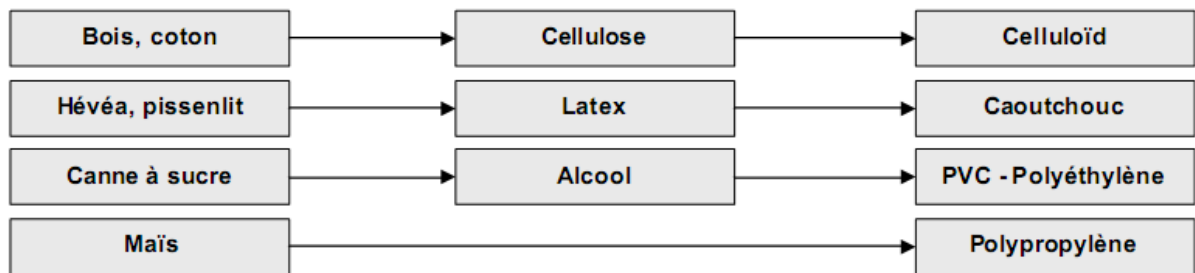 Bois, coton
Cellulose
Celluloïd
Hévéa, pissenlit
Latex
Caoutchouc
Canne à sucre
Alcool
PVC - Polyéthylène
Maïs
Polypropylène